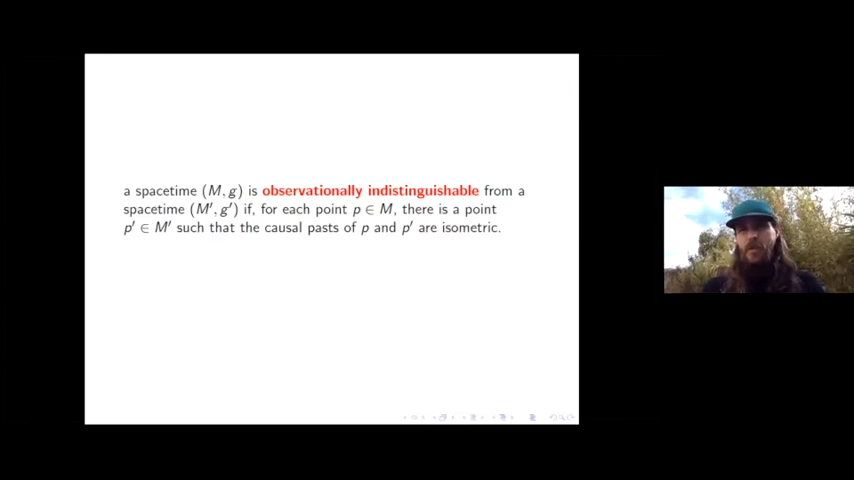 a spacetime (M, g) is observationally indistinguishable from a
spacetime (M′, g′) if, for each point p ∈ M, there is a point
p′ ∈ M′ such that the causal pasts of p and p′ are isometric.